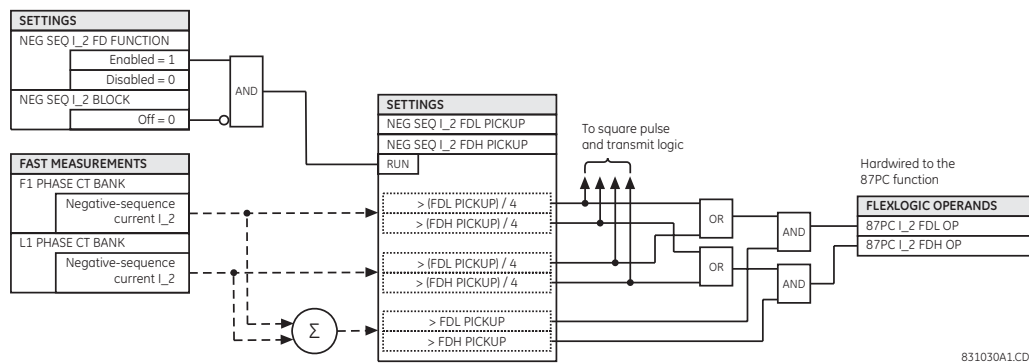 SETTINGS
NEG SEQ I_2 FD FUNCTION
Enabled = 1
Disabled = 0
NEG SEQ I_2 BLOCK
Off = 0
AND
FAST MEASUREMENTS
F1 PHASE CT BANK
Negative-sequence
current I_2
L1 PHASE CT BANK
Negative-sequence
current I_2
Σ
SETTINGS
NEG SEQ I_2 FDL PICKUP
NEG SEQ I_2 FDH PICKUP
RUN
> (FDL PICKUP) / 4
> (FDH PICKUP) / 4
> (FDL PICKUP) / 4
> (FDH PICKUP) / 4
> FDL PICKUP
> FDH PICKUP
To square pulse
and transmit logic
OR
OR
AND
AND
Hardwired to the
87PC function
FLEXLOGIC OPERANDS
87PC I_2 FDL OP
87PC I_2 FDH OP
831030A1.CD